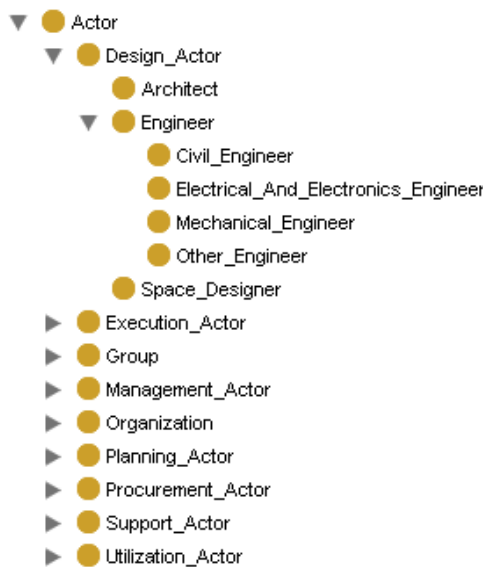 Actor
Design_Actor
Architect
Engineer
Civil_Engineer
Electrical_And_Electronics_Engineer
Mechanical_Engineer
Other_Engineer
Space_Designer
Execution_Actor
Group
Management_Actor
Organization
Planning_Actor
Procurement_Actor
Support_Actor
Utilization_Actor